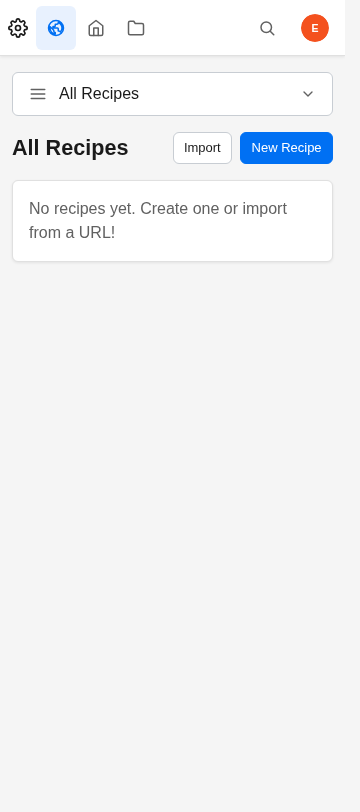 E
All Recipes
All Recipes
Import
New Recipe
No recipes yet. Create one or import
from a URL!